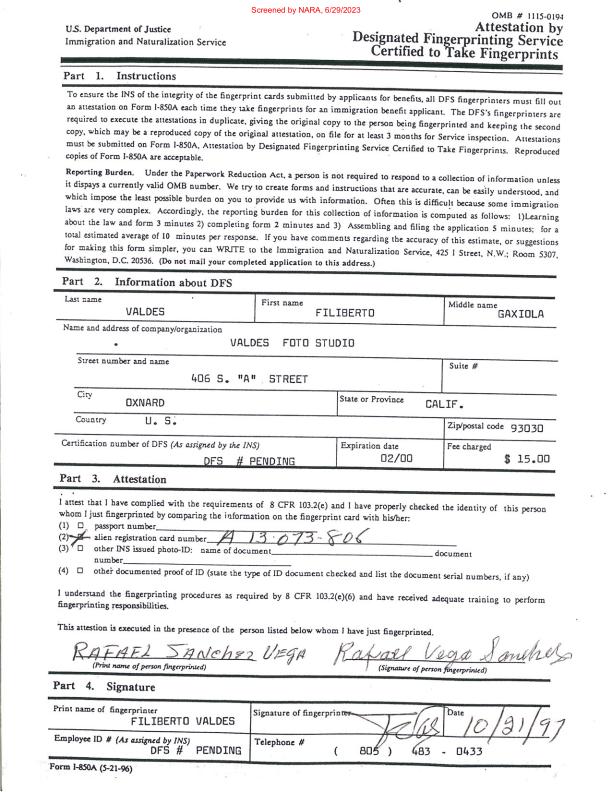 Screened by NARA, 6/29/2023
OMB # 1115-0194
U.S. Department of Justice
Immigration and Naturalization Service
Attestation by
Designated Fingerprinting Service
Certified to Take Fingerprints
Part 1. Instructions
To ensure the INS of the integrity of the fingerprint cards submitted by applicants for benefits, all DFS fingerprinters must fill out
an attestation on Form I-850A each time they take fingerprints for an immigration benefit applicant. The DFS's fingerprinters are
required to execute the attestations in duplicate, giving the original copy to the person being fingerprinted and keeping the second
copy, which may be a reproduced copy of the original attestation, on file for at least 3 months for Service inspection. Attestations
must be submitted on Form I-850A, Attestation by Designated Fingerprinting Service Certified to Take Fingerprints. Reproduced
copies of Form I-850A are acceptable.
Reporting Burden. Under the Paperwork Reduction Act, a person is not required to respond to a collection of information unless
it dispays a currently valid OMB number. We try to create forms and instructions that are accurate, can be easily understood, and
which impose the least possible burden on you to provide us with information. Often this is difficult because some immigration
laws are very complex. Accordingly, the reporting burden for this collection of information is computed as follows: 1)Learning
about the law and form 3 minutes 2) completing form 2 minutes and 3) Assembling and filing the application 5 minutes; for a
total estimated average of 10 minutes per response. If you have comments regarding the accuracy of this estimate, or suggestions
for making this form simpler, you can WRITE to the Immigration and Naturalization Service, 425 I Street, N.W.; Room 5307,
Washington, D.C. 20536. (Do not mail your completed application to this address.)
Part 2. Information about DFS
Last name First name Middle name
VALDES FILIBERTO GAXIOLA
Name and address of company/organization
VALDES FOTO STUDIO
Street number and name Suite #
406 S. "A" STREET
City State or Province
OXNARD CALIF.
Country U. S. Zip/postal code 93030
Certification number of DFS (As assigned by the INS) Expiration date Fee charged
DFS # PENDING 02/00 $ 15.00
Part 3. Attestation
I attest that I have complied with the requirements of 8 CFR 103.2(e) and I have properly checked the identity of this person
whom I just fingerprinted by comparing the information on the fingerprint card with his/her:
(1) passport number
(2) alien registration card number A 13-073-806
(3) other INS issued photo-ID: name of document document
number
(4) other documented proof of ID (state the type of ID document checked and list the document serial numbers, if any)
I understand the fingerprinting procedures as required by 8 CFR 103.2(e)(6) and have received adequate training to perform
fingerprinting responsibilities.
This attestation is executed in the presence of the person listed below whom I have just fingerprinted.
RAFAEL SANCHEZ VEGA Rafael Vega Sanchez
(Print name of person fingerprinted) (Signature of person fingerprinted)
Part 4. Signature
Print name of fingerprinter Signature of fingerprinter Date 10/21/97
FILIBERTO VALDES
Employee ID # (As assigned by INS) Telephone #
DFS # PENDING ( 805 ) 483 - 0433
Form I-850A (5-21-96)